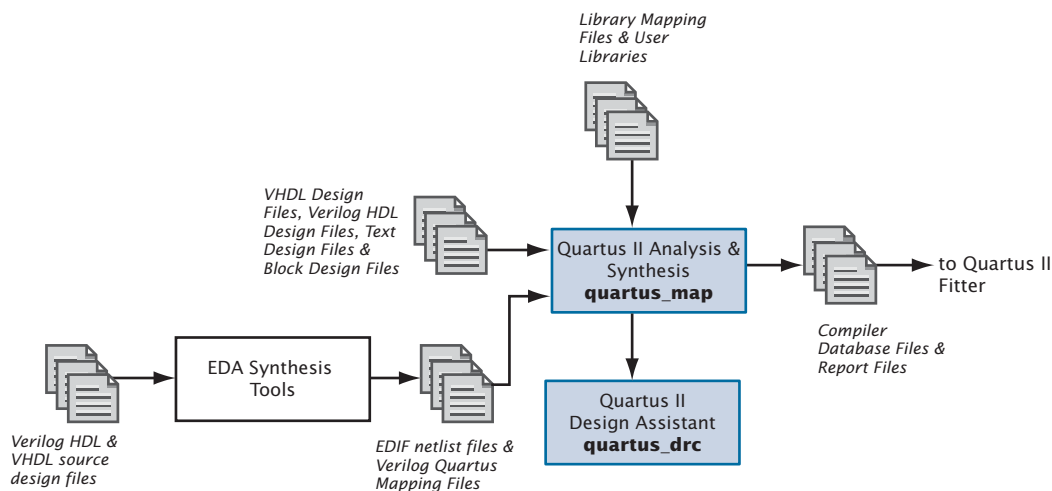 Library Mapping
Files & User
Libraries
VHDL Design
Files, Verilog HDL
Design Files, Text
Design Files &
Block Design Files
Quartus II Analysis &
Synthesis
quartus_map
to Quartus II
Fitter
Compiler
Database Files &
Report Files
EDA Synthesis
Tools
Quartus II
Design Assistant
quartus_drc
Verilog HDL &
VHDL source
design files
EDIF netlist files &
Verilog Quartus
Mapping Files